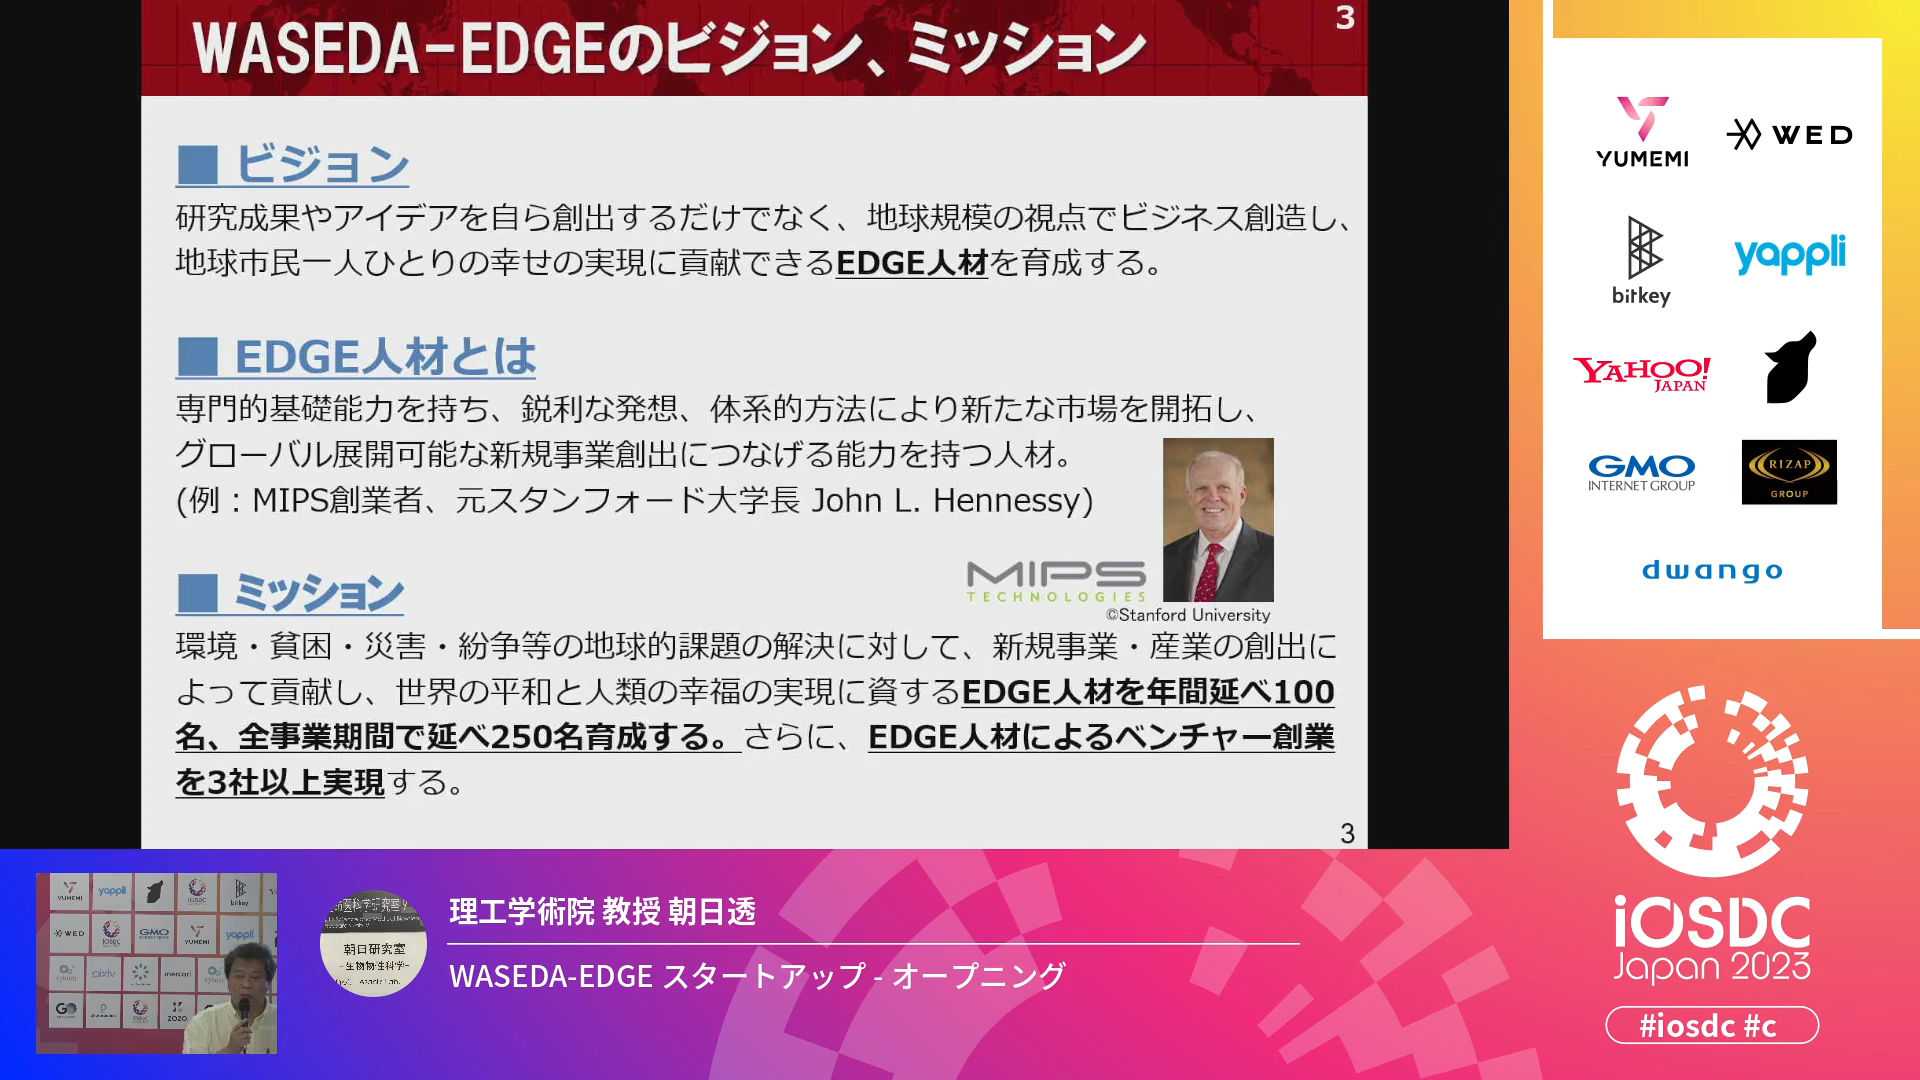 WASEDA-EDGEのビジョン、ミッション
3
■ ビジョン
研究成果やアイデアを自ら創出するだけでなく、地球規模の視点でビジネス創造し、
地球市民一人ひとりの幸せの実現に貢献できるEDGE人材を育成する。
■ EDGE人材とは
専門的基礎能力を持ち、鋭利な発想、体系的方法により新たな市場を開拓し、
グローバル展開可能な新規事業創出につなげる能力を持つ人材。
(例：MIPS創業者、元スタンフォード大学長 John L. Hennessy)
MIPS
TECHNOLOGIES
©Stanford University
■ ミッション
環境・貧困・災害・紛争等の地球的課題の解決に対して、新規事業・産業の創出に
よって貢献し、世界の平和と人類の幸福の実現に資するEDGE人材を年間延べ100
名、全事業期間で延べ250名育成する。さらに、EDGE人材によるベンチャー創業
を3社以上実現する。
3
YUMEMI
WED
bitkey
yappli
YAHOO!
JAPAN
GMO
INTERNET GROUP
RIZAP
GROUP
dwango
iOSDC
Japan 2023
#iosdc #c
YUMEMI
yappli
bitkey
WED
GMO
YUMEMI
yappli
pixiv
mercari
GO
ZOZO
朝日研究室
-生物物性科学-
理工学術院 教授 朝日透
WASEDA-EDGE スタートアップ - オープニング